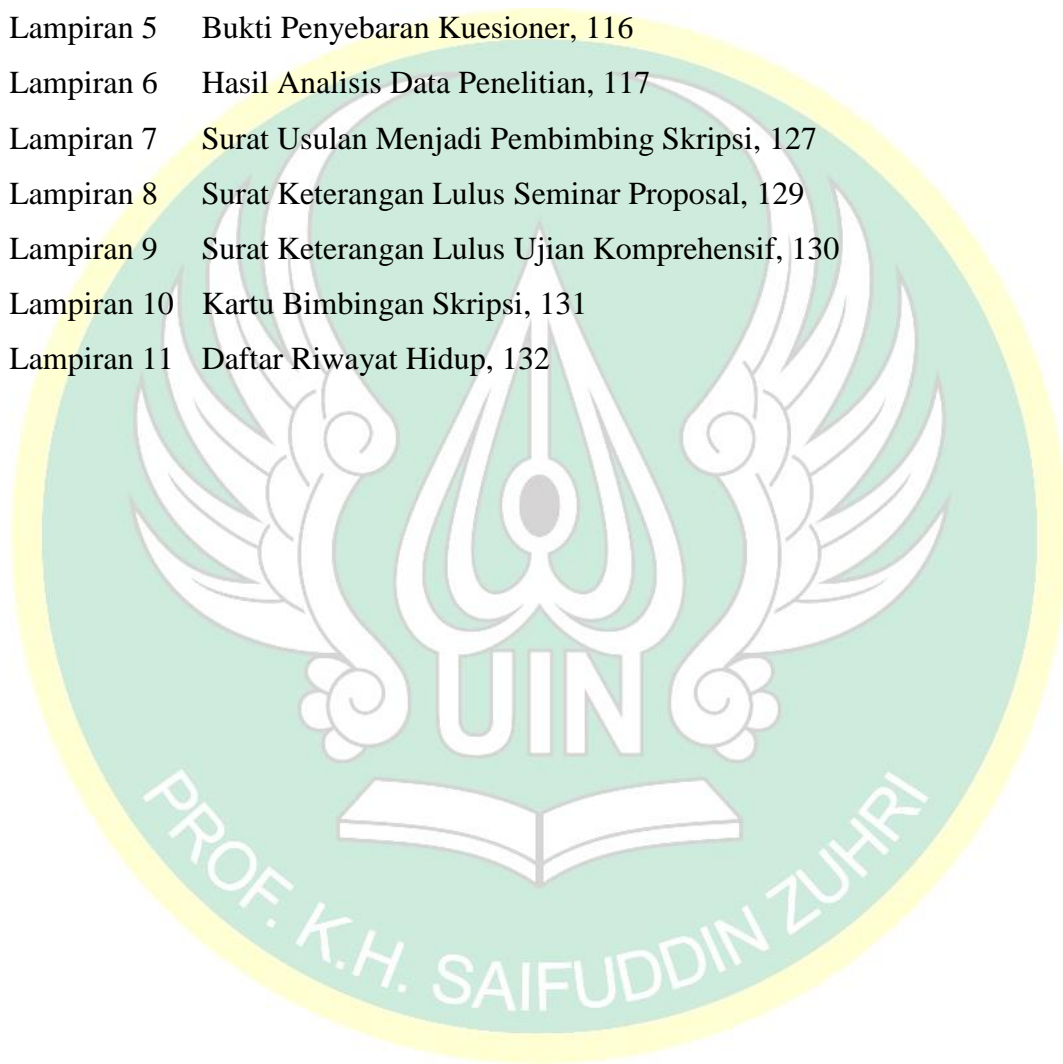 Lampiran 5 Bukti Penyebaran Kuesioner, 116
Lampiran 6 Hasil Analisis Data Penelitian, 117
Lampiran 7 Surat Usulan Menjadi Pembimbing Skripsi, 127
Lampiran 8 Surat Keterangan Lulus Seminar Proposal, 129
Lampiran 9 Surat Keterangan Lulus Ujian Komprehensif, 130
Lampiran 10 Kartu Bimbingan Skripsi, 131
Lampiran 11 Daftar Riwayat Hidup, 132
UIN
PROF. K.H. SAIFUDDIN ZUHRI